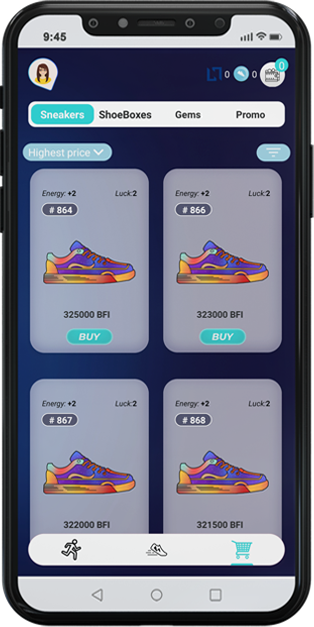 9:45
0 0 0
Sneakers ShoeBoxes Gems Promo
Highest price
Energy: +2 Luck:2 Energy: +2 Luck:2
# 864 # 866
325000 BFI 323000 BFI
BUY BUY
Energy: +2 Luck:2 Energy: +2 Luck:2
# 867 # 868
322000 BFI 321500 BFI